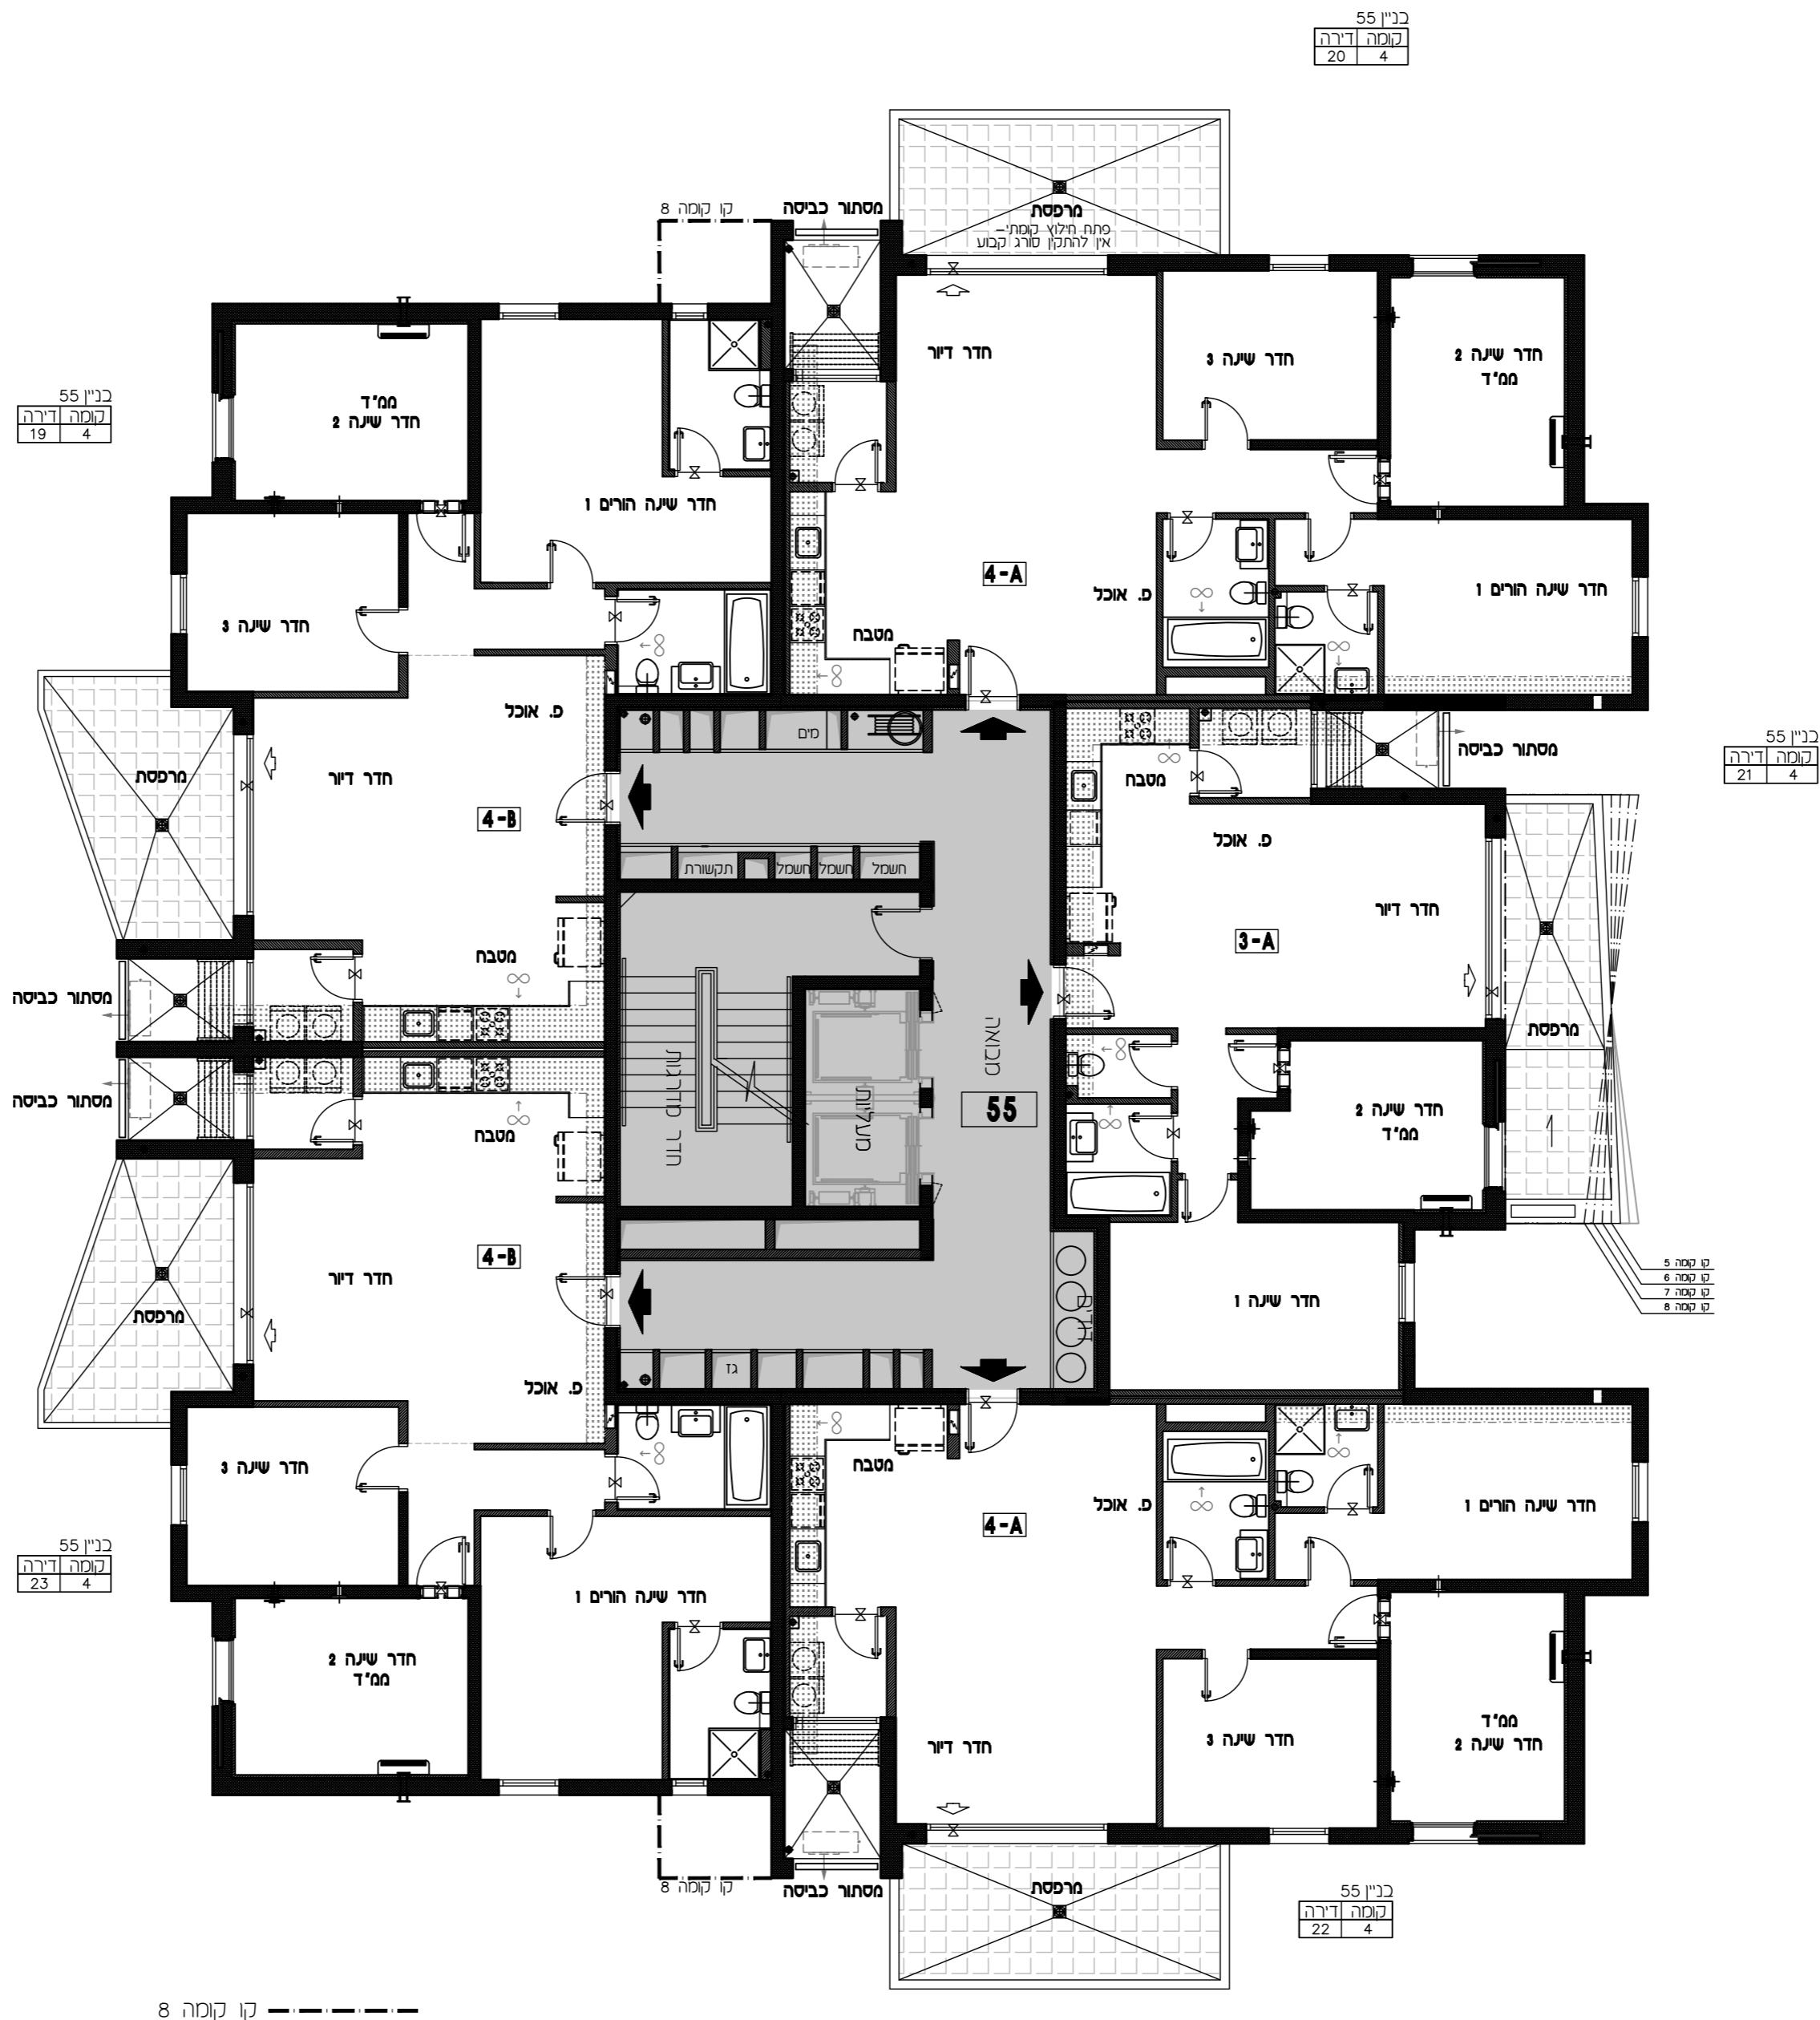 בניין 55
קומה דירה
4 20
קו קומה 8
מסתור כביסה
מרפסת
פתח חילוץ קומתי-
אין להתקין סורג קבוע
חדר דיור
חדר שינה 3
חדר שינה 2
ממ"ד
בניין 55
קומה דירה
4 19
ממ"ד
חדר שינה 2
חדר שינה הורים 1
4-A
פ. אוכל
חדר שינה הורים 1
חדר שינה 3
מטבח
פ. אוכל
מים
מסתור כביסה
בניין 55
קומה דירה
4 21
מרפסת
חדר דיור
מטבח
4-B
פ. אוכל
חשמל
חשמל
חשמל
תקשורת
חדר דיור
3-A
מטבח
מסתור כביסה
מבואה
מרפסת
חדר מדרגות
מעליות
55
מסתור כביסה
חדר שינה 2
ממ"ד
מטבח
4-B
חדר דיור
קו קומה 5
קו קומה 6
קו קומה 7
קו קומה 8
חדר שינה 1
מרפסת
גז
פ. אוכל
חדר שינה 3
מטבח
פ. אוכל
4-A
חדר שינה הורים 1
בניין 55
קומה דירה
4 23
חדר שינה הורים 1
חדר שינה 2
ממ"ד
חדר דיור
חדר שינה 3
ממ"ד
חדר שינה 2
קו קומה 8
מסתור כביסה
מרפסת
בניין 55
קומה דירה
4 22
קו קומה 8